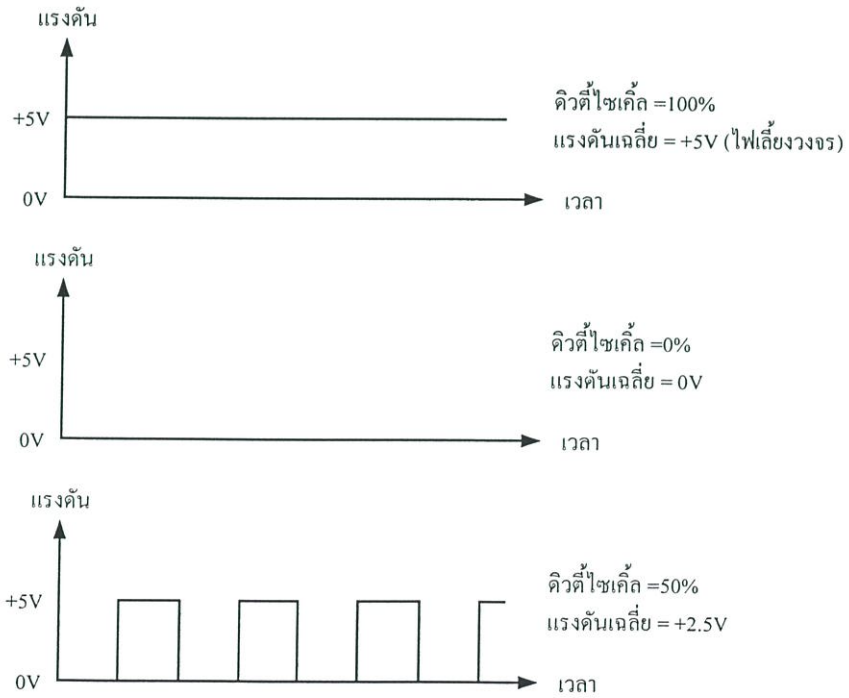 แรงดัน
+5V
0V
เวลา
ดิวตี้ไซเคิ้ล =100%
แรงดันเฉลี่ย = +5V (ไฟเลี้ยงวงจร)
แรงดัน
+5V
0V
เวลา
ดิวตี้ไซเคิ้ล =0%
แรงดันเฉลี่ย = 0V
แรงดัน
+5V
0V
เวลา
ดิวตี้ไซเคิ้ล =50%
แรงดันเฉลี่ย = +2.5V